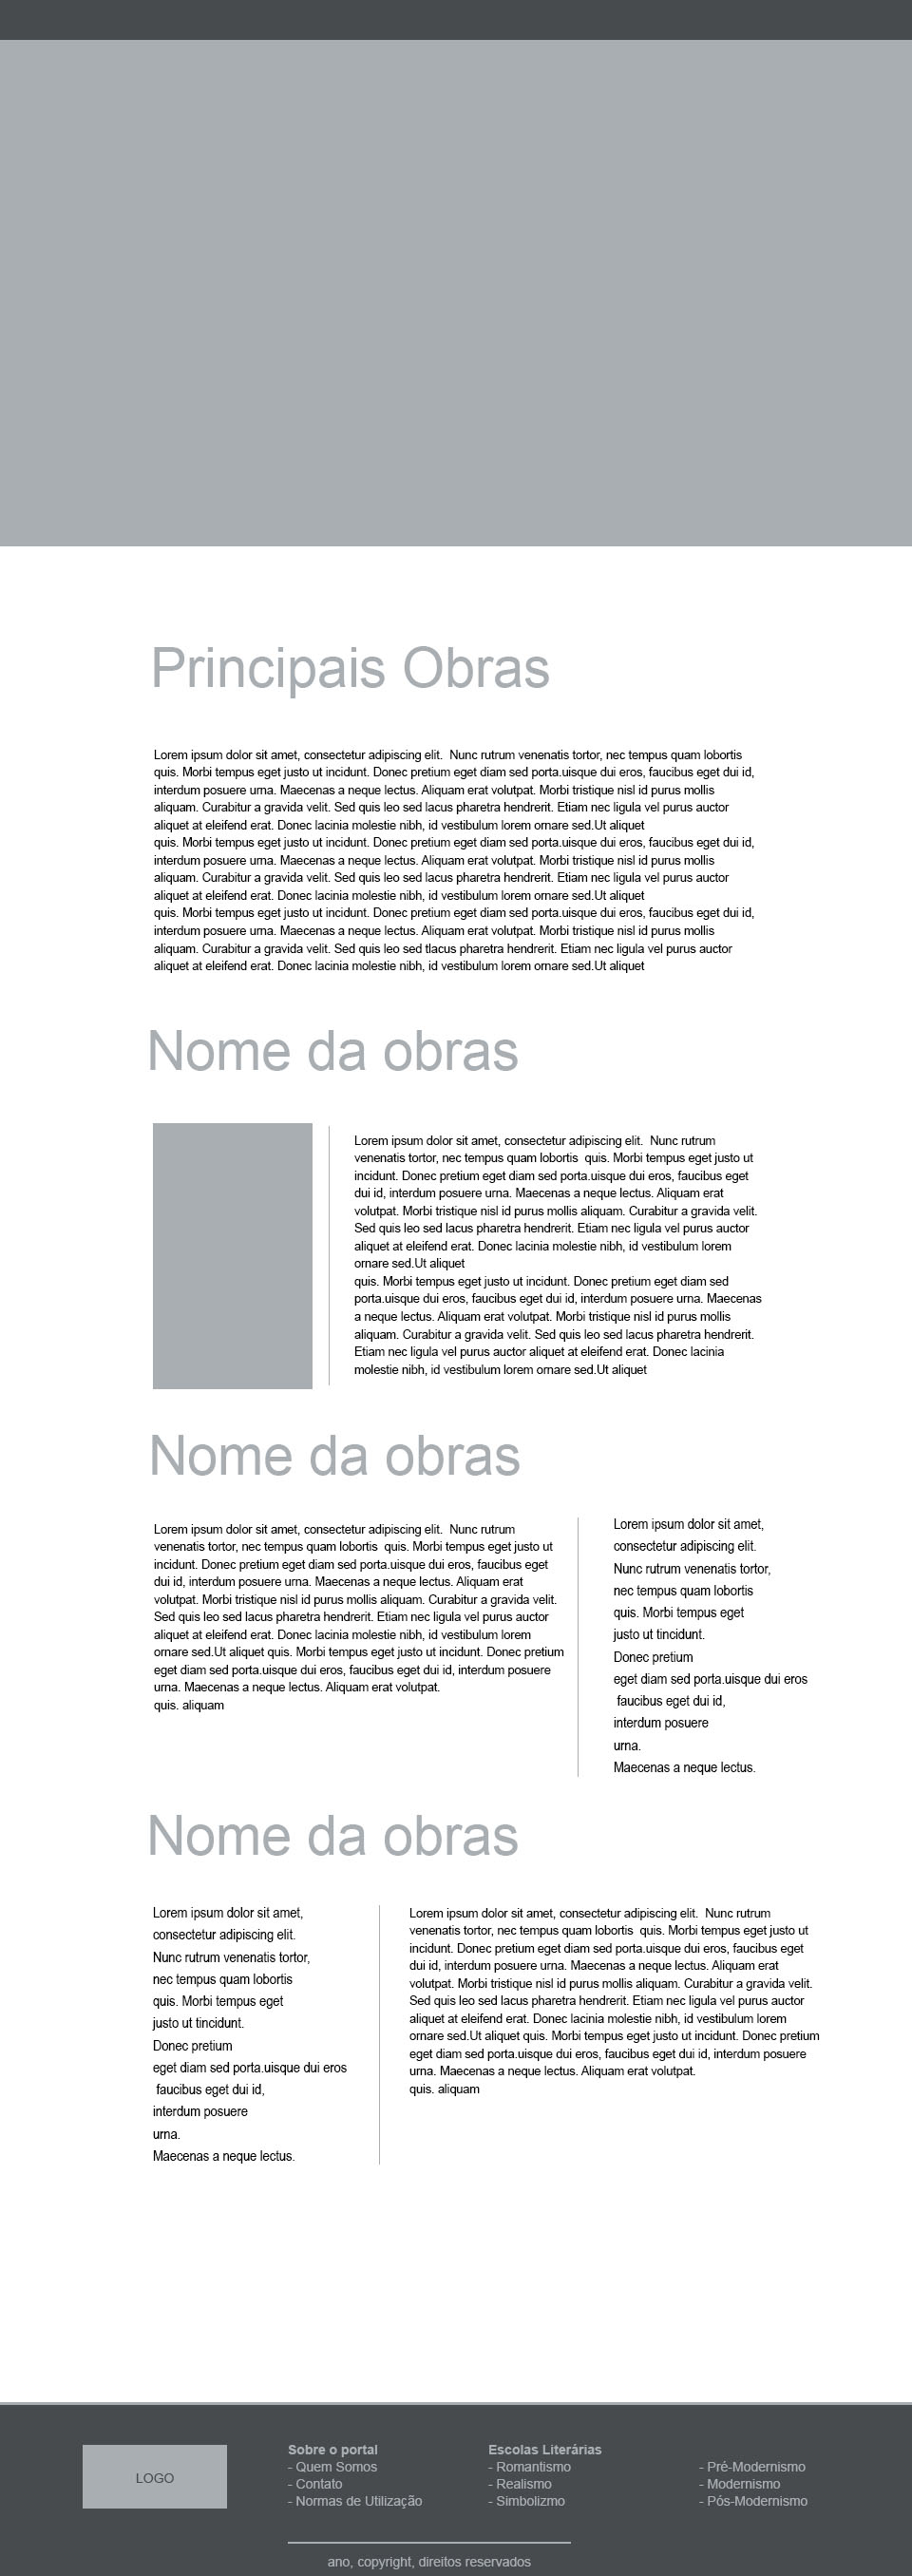 Principais Obras
Lorem ipsum dolor sit amet, consectetur adipiscing elit.  Nunc rutrum venenatis tortor, nec tempus quam lobortis
quis. Morbi tempus eget justo ut incidunt. Donec pretium eget diam sed porta.uisque dui eros, faucibus eget dui id,
interdum posuere urna. Maecenas a neque lectus. Aliquam erat volutpat. Morbi tristique nisl id purus mollis
aliquam. Curabitur a gravida velit. Sed quis leo sed lacus pharetra hendrerit. Etiam nec ligula vel purus auctor
aliquet at eleifend erat. Donec lacinia molestie nibh, id vestibulum lorem ornare sed.Ut aliquet
quis. Morbi tempus eget justo ut incidunt. Donec pretium eget diam sed porta.uisque dui eros, faucibus eget dui id,
interdum posuere urna. Maecenas a neque lectus. Aliquam erat volutpat. Morbi tristique nisl id purus mollis
aliquam. Curabitur a gravida velit. Sed quis leo sed lacus pharetra hendrerit. Etiam nec ligula vel purus auctor
aliquet at eleifend erat. Donec lacinia molestie nibh, id vestibulum lorem ornare sed.Ut aliquet
quis. Morbi tempus eget justo ut incidunt. Donec pretium eget diam sed porta.uisque dui eros, faucibus eget dui id,
interdum posuere urna. Maecenas a neque lectus. Aliquam erat volutpat. Morbi tristique nisl id purus mollis
aliquam. Curabitur a gravida velit. Sed quis leo sed tlacus pharetra hendrerit. Etiam nec ligula vel purus auctor
aliquet at eleifend erat. Donec lacinia molestie nibh, id vestibulum lorem ornare sed.Ut aliquet
Nome da obras
Lorem ipsum dolor sit amet, consectetur adipiscing elit.  Nunc rutrum
venenatis tortor, nec tempus quam lobortis  quis. Morbi tempus eget justo ut
incidunt. Donec pretium eget diam sed porta.uisque dui eros, faucibus eget
dui id, interdum posuere urna. Maecenas a neque lectus. Aliquam erat
volutpat. Morbi tristique nisl id purus mollis aliquam. Curabitur a gravida velit.
Sed quis leo sed lacus pharetra hendrerit. Etiam nec ligula vel purus auctor
aliquet at eleifend erat. Donec lacinia molestie nibh, id vestibulum lorem
ornare sed.Ut aliquet
quis. Morbi tempus eget justo ut incidunt. Donec pretium eget diam sed
porta.uisque dui eros, faucibus eget dui id, interdum posuere urna. Maecenas
a neque lectus. Aliquam erat volutpat. Morbi tristique nisl id purus mollis
aliquam. Curabitur a gravida velit. Sed quis leo sed lacus pharetra hendrerit.
Etiam nec ligula vel purus auctor aliquet at eleifend erat. Donec lacinia
molestie nibh, id vestibulum lorem ornare sed.Ut aliquet
Nome da obras
Lorem ipsum dolor sit amet, consectetur adipiscing elit.  Nunc rutrum
venenatis tortor, nec tempus quam lobortis  quis. Morbi tempus eget justo ut
incidunt. Donec pretium eget diam sed porta.uisque dui eros, faucibus eget
dui id, interdum posuere urna. Maecenas a neque lectus. Aliquam erat
volutpat. Morbi tristique nisl id purus mollis aliquam. Curabitur a gravida velit.
Sed quis leo sed lacus pharetra hendrerit. Etiam nec ligula vel purus auctor
aliquet at eleifend erat. Donec lacinia molestie nibh, id vestibulum lorem
ornare sed.Ut aliquet quis. Morbi tempus eget justo ut incidunt. Donec pretium
eget diam sed porta.uisque dui eros, faucibus eget dui id, interdum posuere
urna. Maecenas a neque lectus. Aliquam erat volutpat.
quis. aliquam
Lorem ipsum dolor sit amet,
consectetur adipiscing elit.
Nunc rutrum venenatis tortor,
nec tempus quam lobortis
quis. Morbi tempus eget
justo ut tincidunt.
Donec pretium
eget diam sed porta.uisque dui eros
faucibus eget dui id,
interdum posuere
urna.
Maecenas a neque lectus.
Nome da obras
Lorem ipsum dolor sit amet,
consectetur adipiscing elit.
Nunc rutrum venenatis tortor,
nec tempus quam lobortis
quis. Morbi tempus eget
justo ut tincidunt.
Donec pretium
eget diam sed porta.uisque dui eros
faucibus eget dui id,
interdum posuere
urna.
Maecenas a neque lectus.
Lorem ipsum dolor sit amet, consectetur adipiscing elit.  Nunc rutrum
venenatis tortor, nec tempus quam lobortis  quis. Morbi tempus eget justo ut
incidunt. Donec pretium eget diam sed porta.uisque dui eros, faucibus eget
dui id, interdum posuere urna. Maecenas a neque lectus. Aliquam erat
volutpat. Morbi tristique nisl id purus mollis aliquam. Curabitur a gravida velit.
Sed quis leo sed lacus pharetra hendrerit. Etiam nec ligula vel purus auctor
aliquet at eleifend erat. Donec lacinia molestie nibh, id vestibulum lorem
ornare sed.Ut aliquet quis. Morbi tempus eget justo ut incidunt. Donec pretium
eget diam sed porta.uisque dui eros, faucibus eget dui id, interdum posuere
urna. Maecenas a neque lectus. Aliquam erat volutpat.
quis. aliquam
LOGO
Sobre o portal
- Quem Somos
- Contato
- Normas de Utilização
Escolas Literárias
- Romantismo
- Realismo
- Simbolizmo
- Pré-Modernismo
- Modernismo
- Pós-Modernismo
ano, copyright, direitos reservados